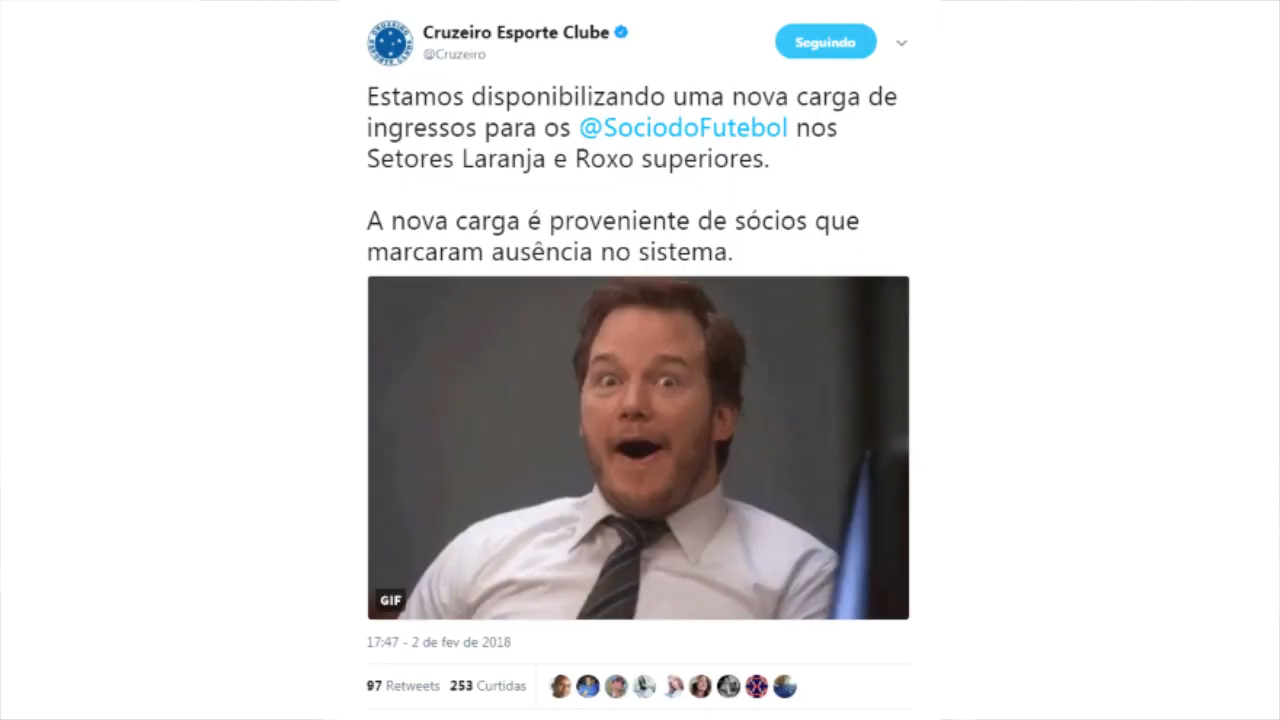 Cruzeiro Esporte Clube
@Cruzeiro
Seguindo
Estamos disponibilizando uma nova carga de
ingressos para os @SociodoFutebol nos
Setores Laranja e Roxo superiores.
A nova carga é proveniente de sócios que
marcaram ausência no sistema.
GIF
17:47 - 2 de fev de 2018
97 Retweets 253 Curtidas